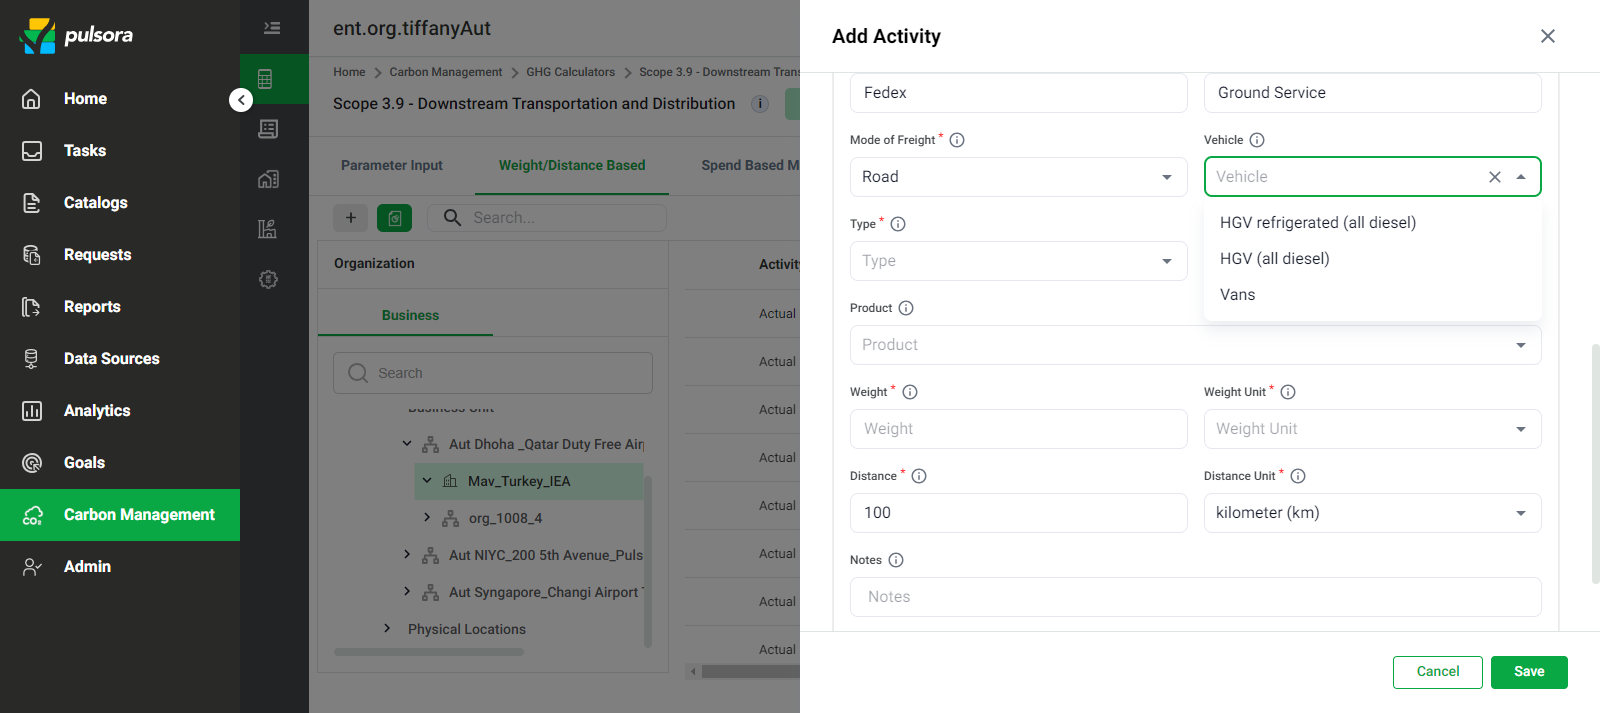 pulsora
Home
Tasks
Catalogs
Requests
Reports
Data Sources
Analytics
Goals
CO₂
Carbon Management
Admin
ent.org.tiffanyAut
Home > Carbon Management > GHG Calculators > Scope 3.9 - Downstream Trans
Scope 3.9 - Downstream Transportation and Distribution i
Parameter Input
Weight/Distance Based
Spend Based M
+
Search...
Organization
Business
Search
Business Unit
Aut Dhoha _Qatar Duty Free Air
Mav_Turkey_IEA
org_1008_4
Aut NIYC_200 5th Avenue_Puls
Aut Syngapore_Changi Airport T
Physical Locations
Activity
Actual
Actual
Actual
Actual
Actual
Actual
Actual
Actual
Add Activity
Fedex
Ground Service
Mode of Freight *
Vehicle
Road
Vehicle
HGV refrigerated (all diesel)
HGV (all diesel)
Vans
Type *
Type
Product
Product
Weight *
Weight Unit *
Weight
Weight Unit
Distance *
Distance Unit *
100
kilometer (km)
Notes
Notes
Cancel
Save